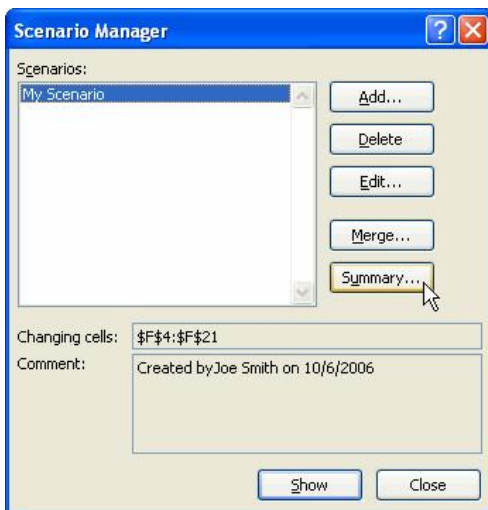 Scenario Manager
Scenarios:
My Scenario
Add...
Delete
Edit...
Merge...
Summary...
Changing cells: $F$4:$F$21
Comment: Created byJoe Smith on 10/6/2006
Show Close